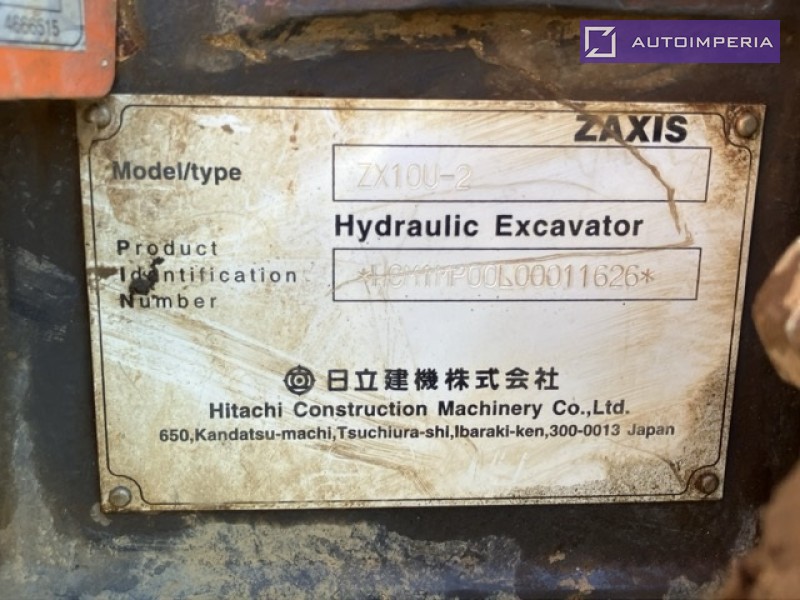 4666515
AUTOIMPERIA
ZAXIS
Model/type
ZX10U-2
Hydraulic Excavator
Product
Identification
Number
日立建機株式会社
Hitachi Construction Machinery Co.,Ltd.
650,Kandatsu-machi,Tsuchiura-shi,Ibaraki-ken,300-0013 Japan